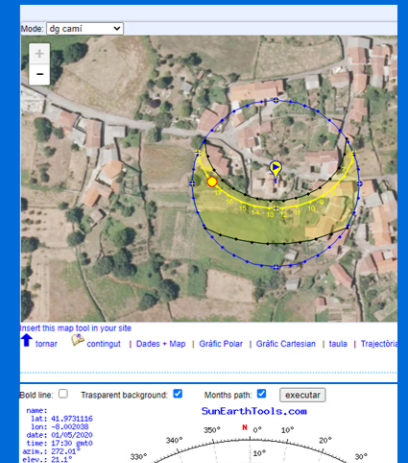 Mode: dg camí
+
-
Insert this map tool in your site
tornar contingut | Dades + Map | Gràfic Polar | Gràfic Cartesian | taula | Trajectòria
Bold line: Trasparent background: Months path: executar
name:
lat: 41.9731116
lon: -8.002038
date: 01/05/2020
time: 17:30 gmt0
azim.: 272.01°
elev.: 21.1°
SunEarthTools.com
350° N 0° 10°
340° 20°
330° 10° 30°